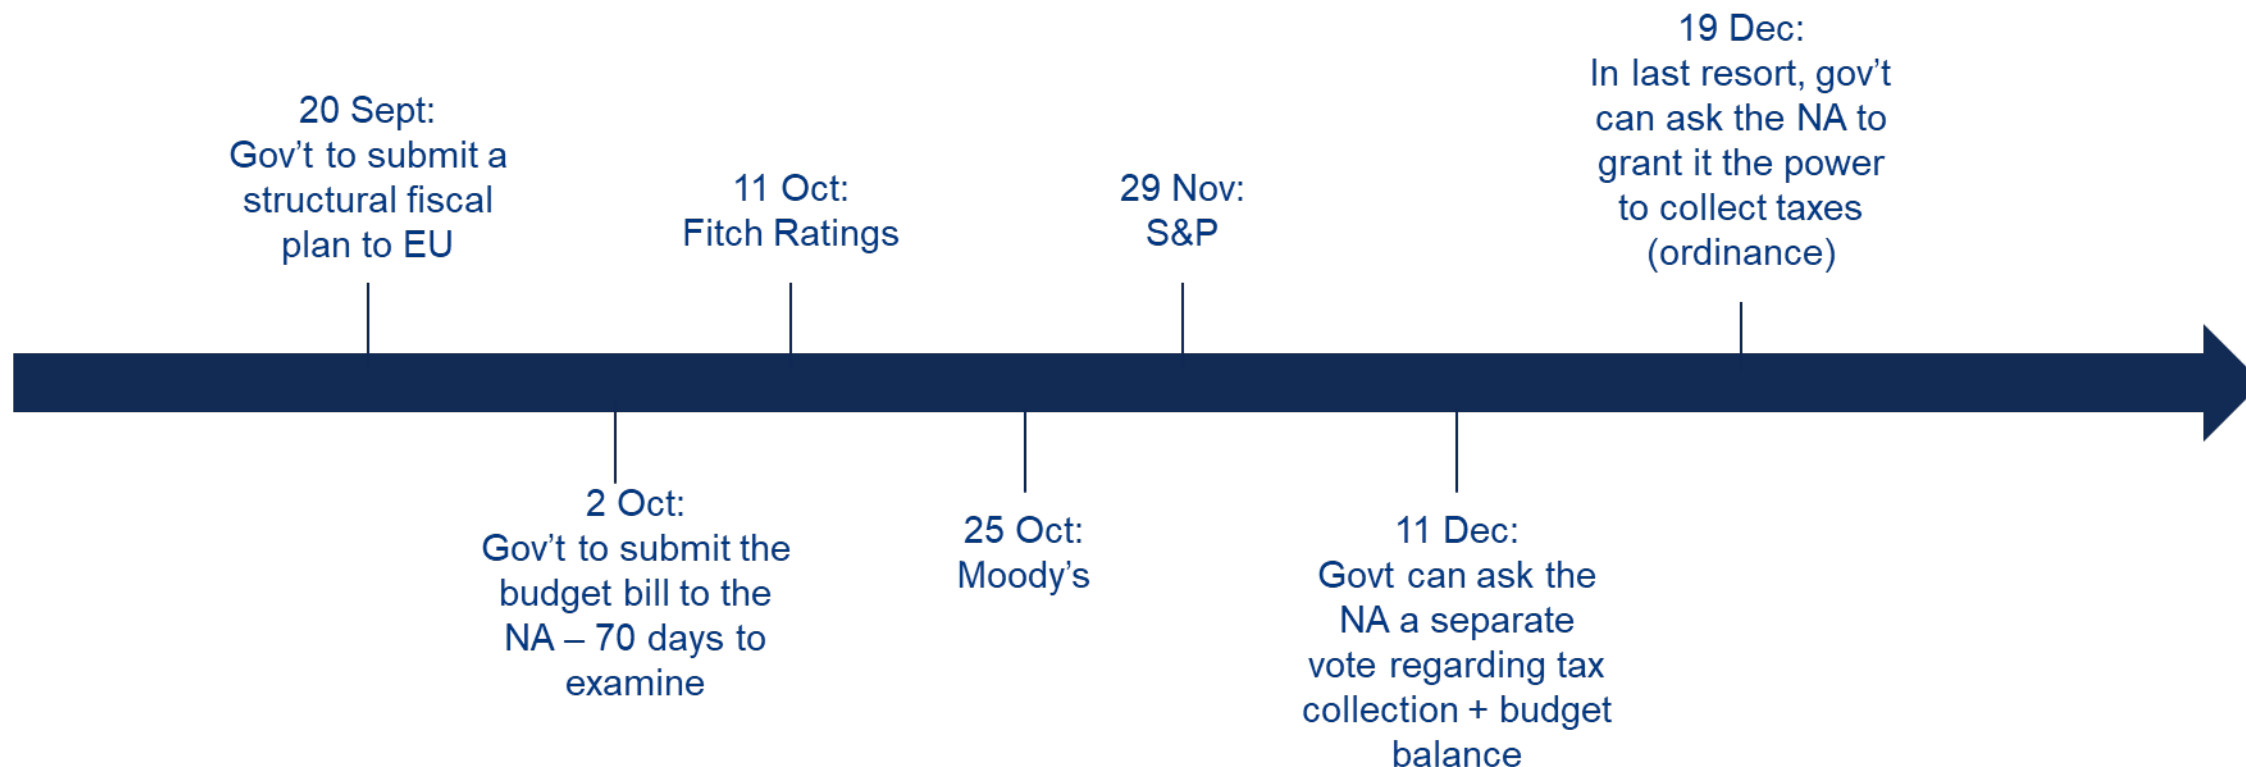 20 Sept:
Gov’t to submit a
structural fiscal
plan to EU
2 Oct:
Gov’t to submit the
budget bill to the
NA – 70 days to
examine
11 Oct:
Fitch Ratings
25 Oct:
Moody’s
29 Nov:
S&P
11 Dec:
Govt can ask the
NA a separate
vote regarding tax
collection + budget
balance
19 Dec:
In last resort, gov’t
can ask the NA to
grant it the power
to collect taxes
(ordinance)